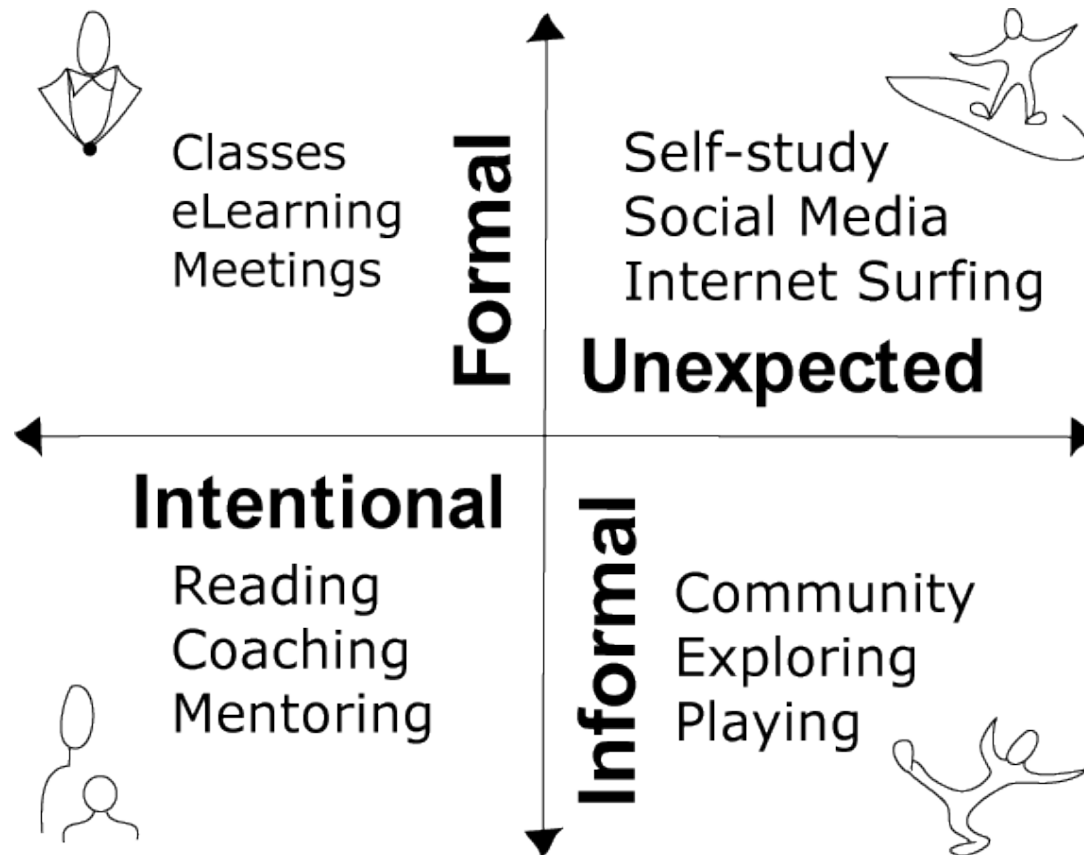 Classes
eLearning
Meetings
Formal
Self-study
Social Media
Internet Surfing
Unexpected
Intentional
Reading
Coaching
Mentoring
Informal
Community
Exploring
Playing